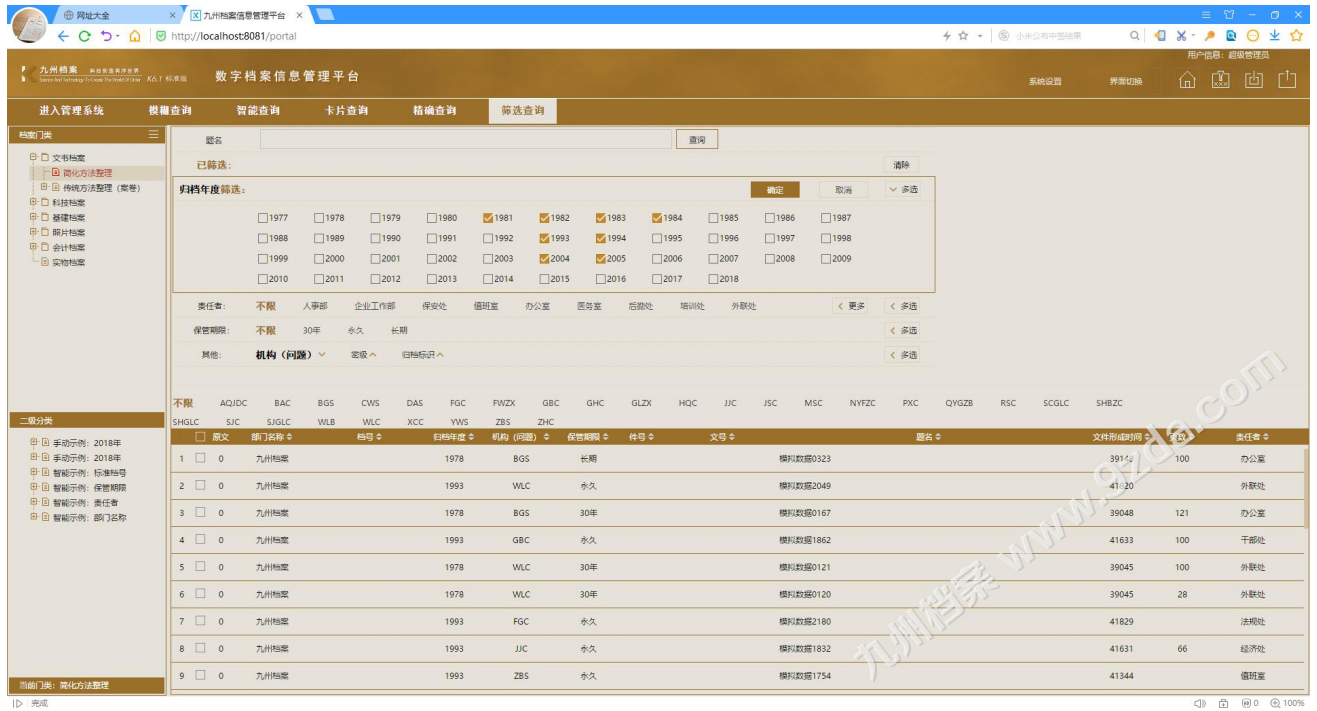 网址大全 × 九州档案信息管理平台 ×
http://localhost:8081/portal 小米公布中签结果
用户信息：超级管理员
九州档案 科技创造有序世界 K6.1 标准版 数字档案信息管理平台 系统设置 界面切换
进入管理系统 模糊查询 智能查询 卡片查询 精确查询 筛选查询
档案门类
文书档案
简化方法整理
传统方法整理（案卷）
科技档案
基建档案
照片档案
会计档案
实物档案
题名 查询
已筛选： 清除
归档年度筛选： 确定 取消 多选
1977 1978 1979 1980 1981 1982 1983 1984 1985 1986 1987
1988 1989 1990 1991 1992 1993 1994 1995 1996 1997 1998
1999 2000 2001 2002 2003 2004 2005 2006 2007 2008 2009
2010 2011 2012 2013 2014 2015 2016 2017 2018
责任者： 不限 人事部 企业工作部 保安处 值班室 办公室 医务室 后勤处 培训处 外联处 更多 多选
保管期限： 不限 30年 永久 长期 多选
其他： 机构（问题） 密级 归档标识 多选
不限 AQJDC BAC BGS CWS DAS FGC FWZX GBC GHC GLZX HQC JJC JSC MSC NYFZC PXC QYGZB RSC SCGLC SHBZC
SHGLC SJC SJGLC WLB WLC XCC YWS ZBS ZHC
二级分类
手动示例：2018年
手动示例：2018年
智能示例：标准档号
智能示例：保管期限
智能示例：责任者
智能示例：部门名称
原文 部门名称 档号 归档年度 机构（问题） 保管期限 件号 文号 题名 文件形成时间 责任者
1 0 九州档案 1978 BGS 长期 模拟数据0323 100 办公室
2 0 九州档案 1993 WLC 永久 模拟数据2049 41820 外联处
3 0 九州档案 1978 BGS 30年 模拟数据0167 39048 121 办公室
4 0 九州档案 1993 GBC 永久 模拟数据1862 41633 100 干部处
5 0 九州档案 1978 WLC 30年 模拟数据0121 39045 100 外联处
6 0 九州档案 1978 WLC 30年 模拟数据0120 39045 28 外联处
7 0 九州档案 1993 FGC 永久 模拟数据2180 41829 法规处
8 0 九州档案 1993 JJC 永久 模拟数据1832 41631 66 经济处
9 0 九州档案 1993 ZBS 永久 模拟数据1754 41344 值班室
当前门类：简化方法整理
完成 0 100%
九州档案 www.9zda.com